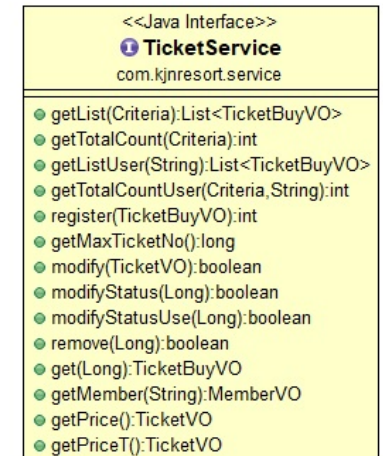 <<Java Interface>>
I TicketService
com.kjnresort.service
getList(Criteria):List<TicketBuyVO>
getTotalCount(Criteria):int
getListUser(String):List<TicketBuyVO>
getTotalCountUser(Criteria,String):int
register(TicketBuyVO):int
getMaxTicketNo():long
modify(TicketVO):boolean
modifyStatus(Long):boolean
modifyStatusUse(Long):boolean
remove(Long):boolean
get(Long):TicketBuyVO
getMember(String):MemberVO
getPrice():TicketVO
getPriceT():TicketVO